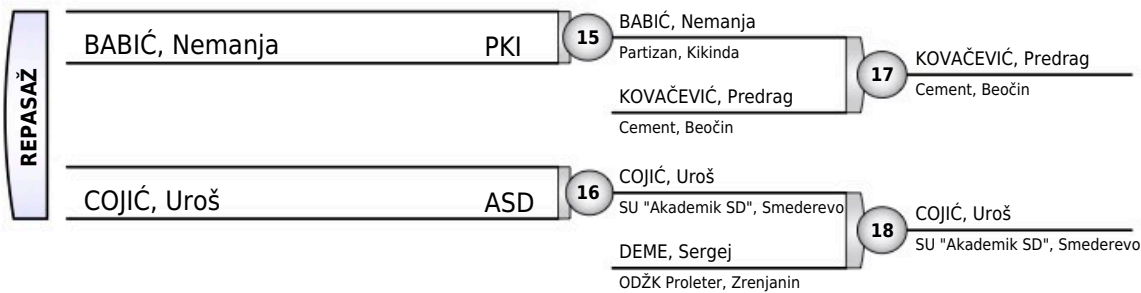 REPASAŽ
BABIĆ, Nemanja PKI
15
BABIĆ, Nemanja
Partizan, Kikinda
KOVAČEVIĆ, Predrag
Cement, Beočin
17
KOVAČEVIĆ, Predrag
Cement, Beočin
COJIĆ, Uroš ASD
16
COJIĆ, Uroš
SU "Akademik SD", Smederevo
DEME, Sergej
ODŽK Proleter, Zrenjanin
18
COJIĆ, Uroš
SU "Akademik SD", Smederevo